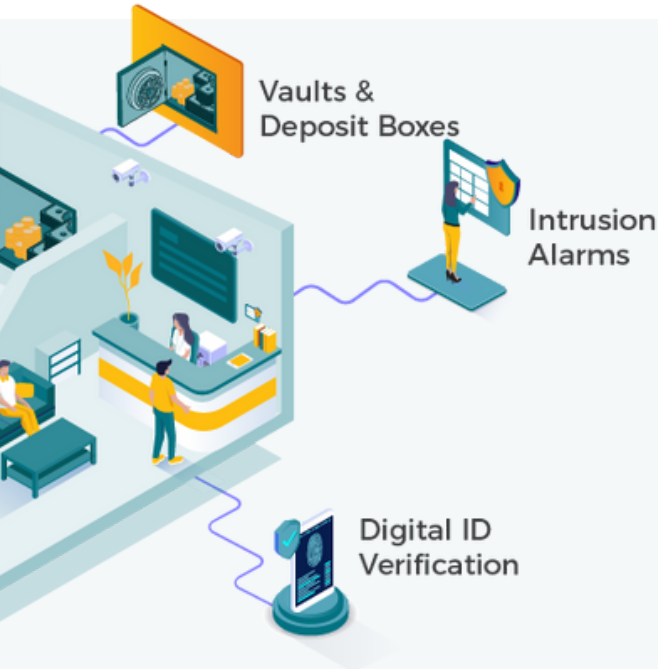 Vaults &
Deposit Boxes
Intrusion
Alarms
Digital ID
Verification